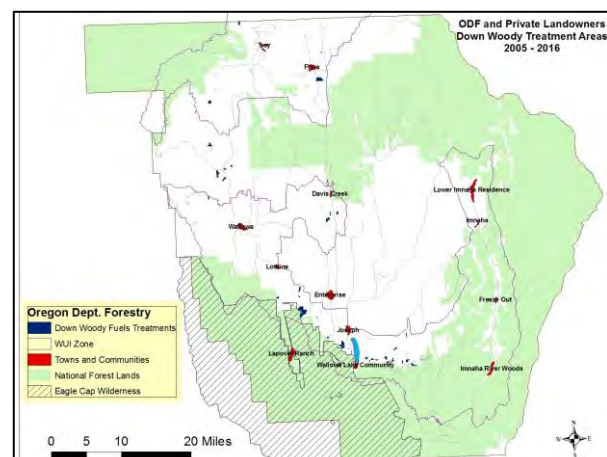 ODF and Private Landowners
Down Woody Treatment Areas
2005 - 2016
Troy
Flora
Davis Creek
Lower Imnaha Residence
Imnaha
Wallowa
Lostine
Enterprise
Freeze Out
Joseph
Lapover Ranch
Wallowa Lake Community
Imnaha River Woods
Oregon Dept. Forestry
Down Woody Fuels Treatments
WUI Zone
Towns and Communities
National Forest Lands
Eagle Cap Wilderness
0 5 10 20 Miles
N
W E
S